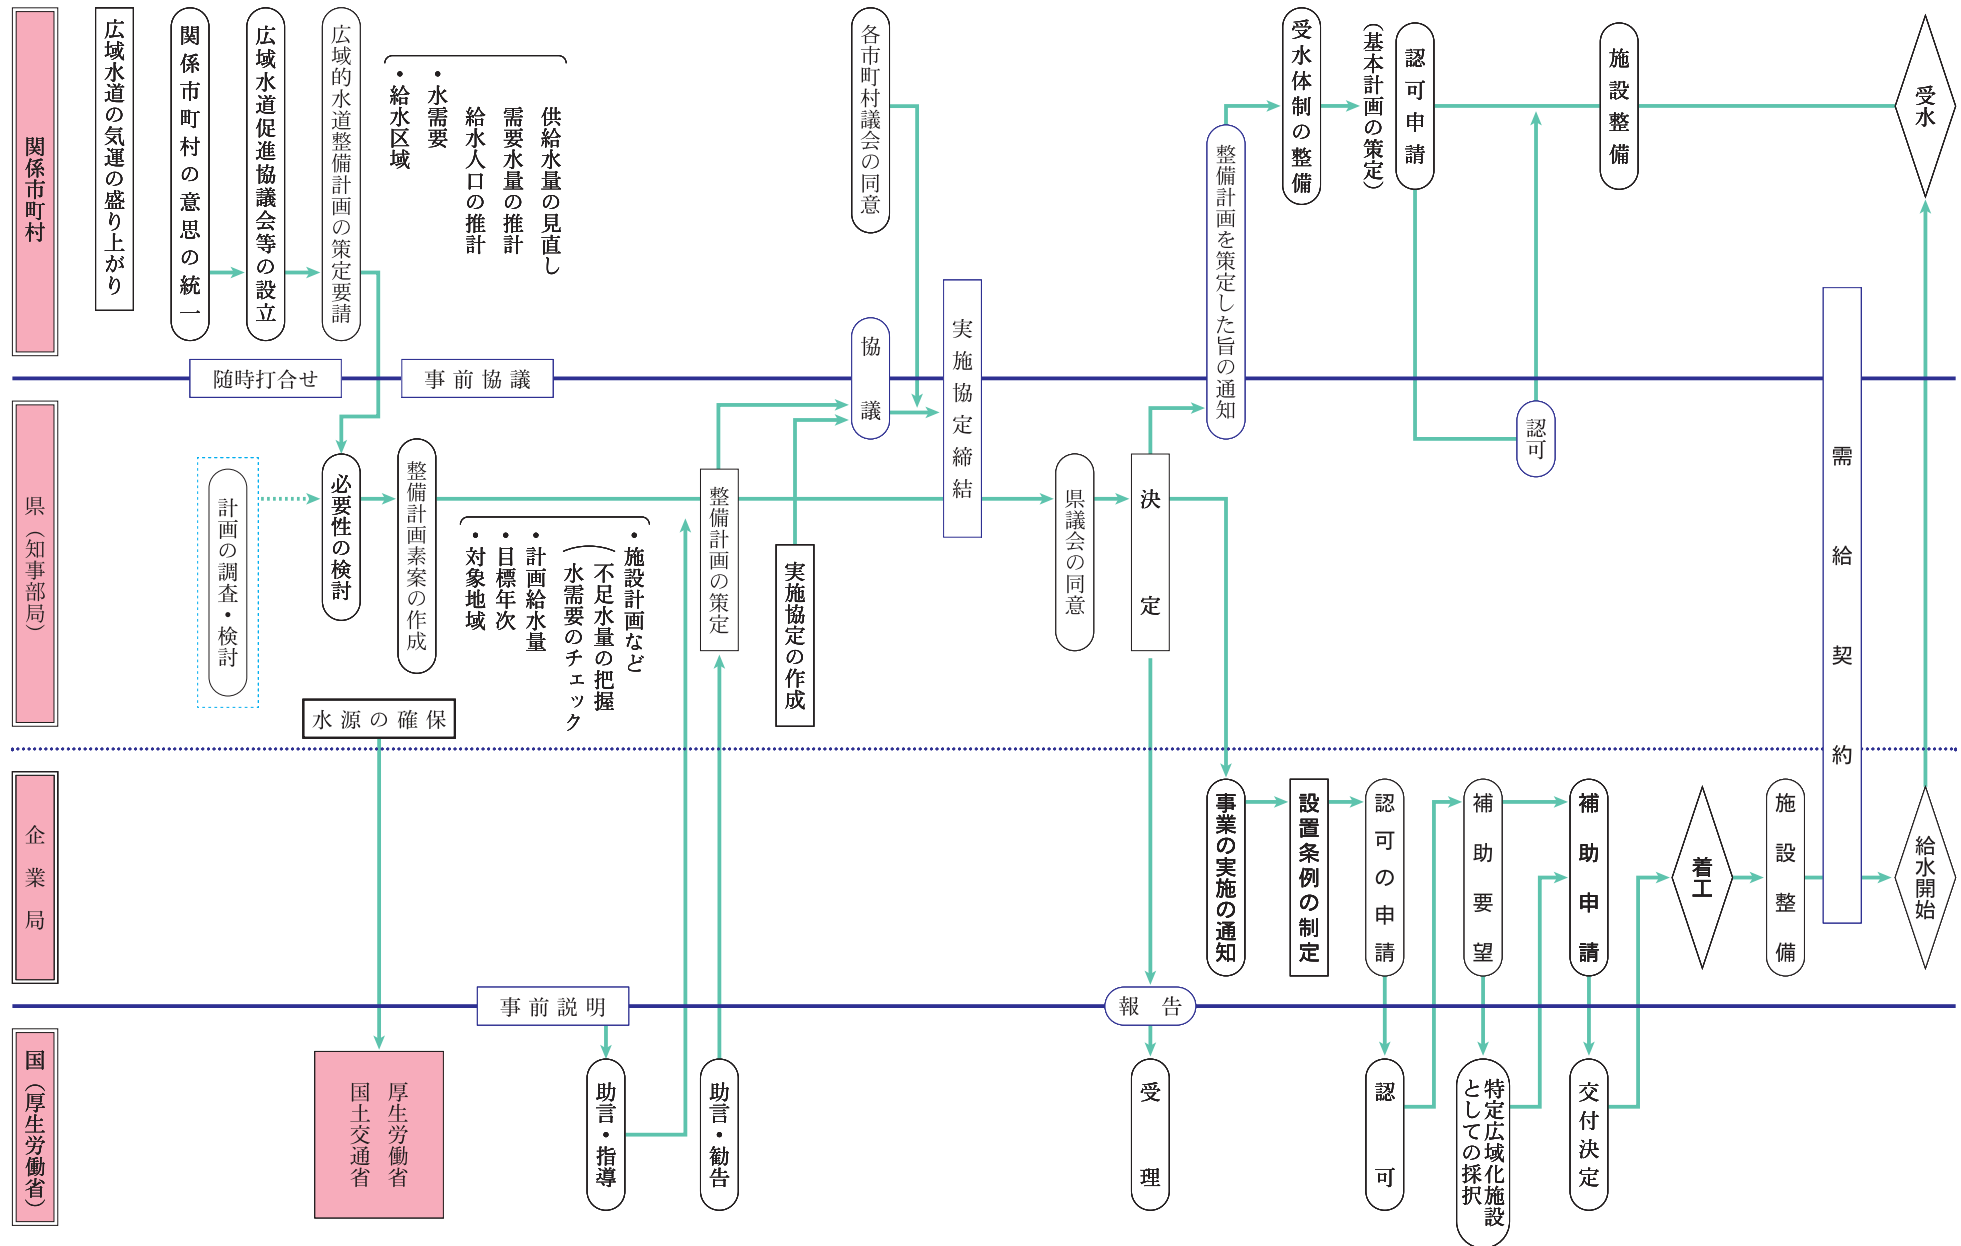 関係市町村
広域水道の気運の盛り上がり
関係市町村の意思の統一
広域水道促進協議会等の設立
広域的水道整備計画の策定要請
・給水区域
・水需要
給水人口の推計
需要水量の推計
供給水量の見直し
各市町村議会の同意
協議
実施協定締結
整備計画を策定した旨の通知
受水体制の整備
(基本計画の策定)
認可申請
施設整備
受水
随時打合せ
事前協議
県(知事部局)
計画の調査・検討
必要性の検討
整備計画素案の作成
・対象地域
・目標年次
・計画給水量
(水需要のチェック
不足水量の把握)
・施設計画など
整備計画の策定
実施協定の作成
県議会の同意
決定
認可
需給契約
水源の確保
企業局
事業の実施の通知
設置条例の制定
認可の申請
補助要望
補助申請
着工
施設整備
給水開始
事前説明
報告
国(厚生労働省)
厚生労働省
国土交通省
助言・指導
助言・勧告
受理
認可
特定広域化施設
としての採択
交付決定